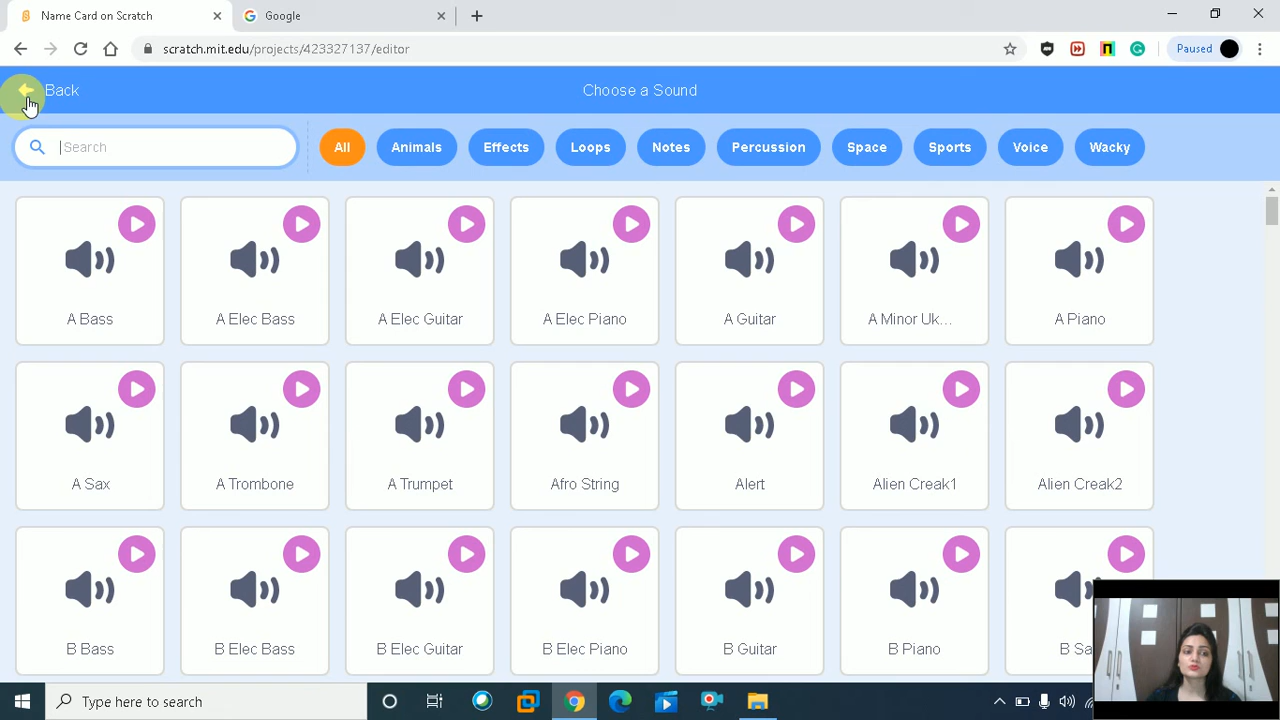 Name Card on Scratch
Google
scratch.mit.edu/projects/423327137/editor
Paused
Back
Choose a Sound
Search
All
Animals
Effects
Loops
Notes
Percussion
Space
Sports
Voice
Wacky
A Bass
A Elec Bass
A Elec Guitar
A Elec Piano
A Guitar
A Minor Uk...
A Piano
A Sax
A Trombone
A Trumpet
Afro String
Alert
Alien Creak1
Alien Creak2
B Bass
B Elec Bass
B Elec Guitar
B Elec Piano
B Guitar
B Piano
B Sa
Type here to search